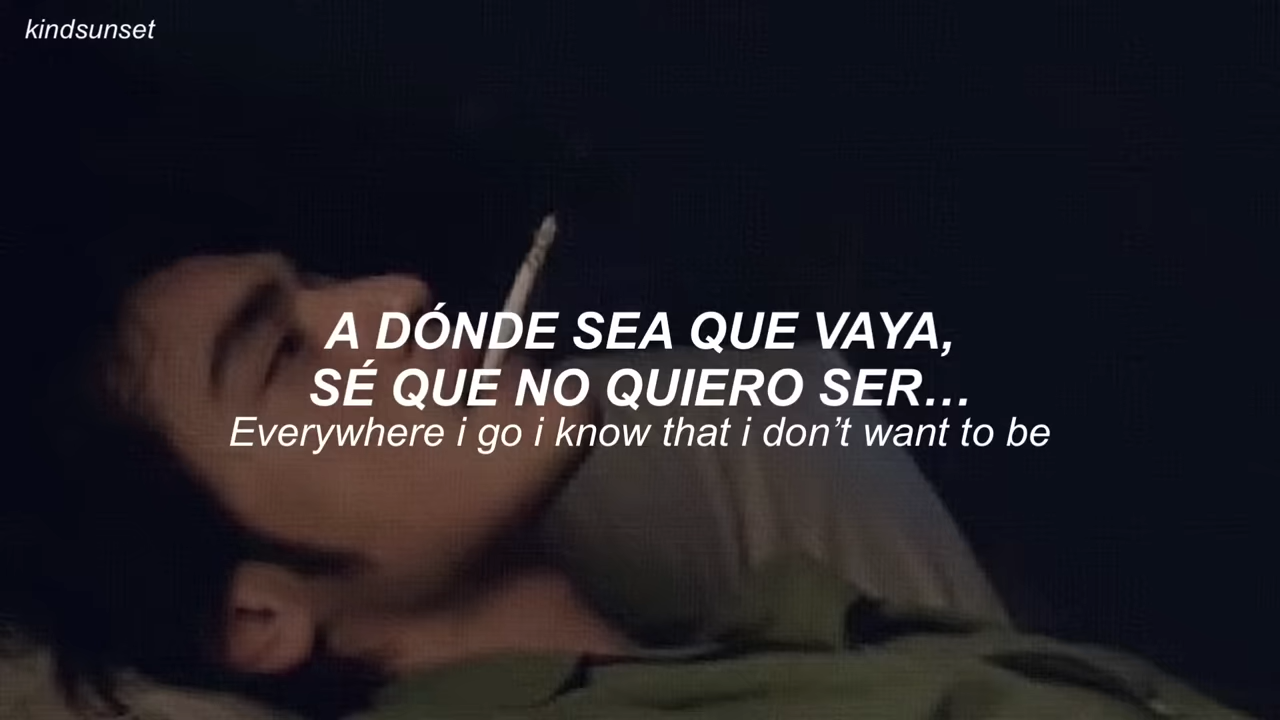 kindsunset
A DÓNDE SEA QUE VAYA,
SÉ QUE NO QUIERO SER...
Everywhere i go i know that i don’t want to be